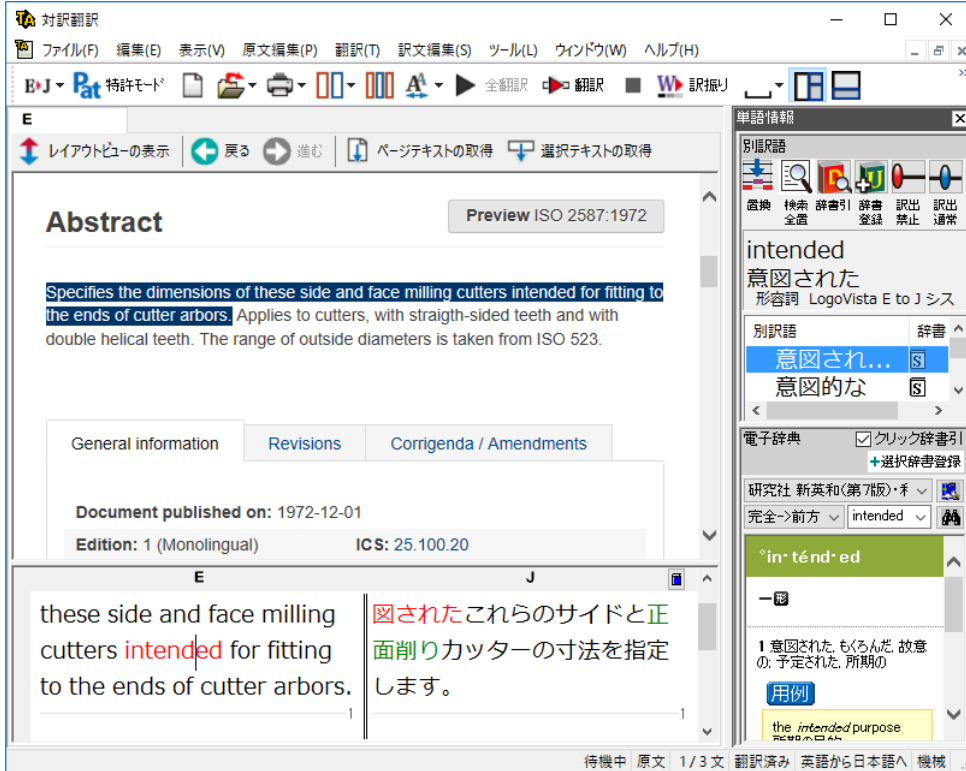 対訳翻訳
ファイル(F) 編集(E) 表示(V) 原文編集(P) 翻訳(T) 訳文編集(S) ツール(L) ウィンドウ(W) ヘルプ(H)
E›J Pat 特許モード 全翻訳 翻訳 W 訳振り
E
レイアウトビューの表示 戻る 進む ページテキストの取得 選択テキストの取得
Abstract
Preview ISO 2587:1972
Specifies the dimensions of these side and face milling cutters intended for fitting to
the ends of cutter arbors. Applies to cutters, with straigth-sided teeth and with
double helical teeth. The range of outside diameters is taken from ISO 523.
General information Revisions Corrigenda / Amendments
Document published on: 1972-12-01
Edition: 1 (Monolingual) ICS: 25.100.20
E J
these side and face milling
cutters intended for fitting
to the ends of cutter arbors.
1
図されたこれらのサイドと正
面削りカッターの寸法を指定
します。
1
単語情報
別訳語
置換 検索全置 辞書引 辞書登録 訳出禁止 訳出通常
intended
意図された
形容詞 LogoVista E to J シス
別訳語 辞書
意図され... S
意図的な S
電子辞典 クリック辞書引
+選択辞書登録
研究社 新英和(第7版)・
完全->前方 intended
°in·ténd·ed
―形
1 意図された, もくろんだ, 故意
の; 予定された, 所期の
用例
the intended purpose
所期の目的
待機中 原文 1/3文 翻訳済み 英語から日本語へ 機械